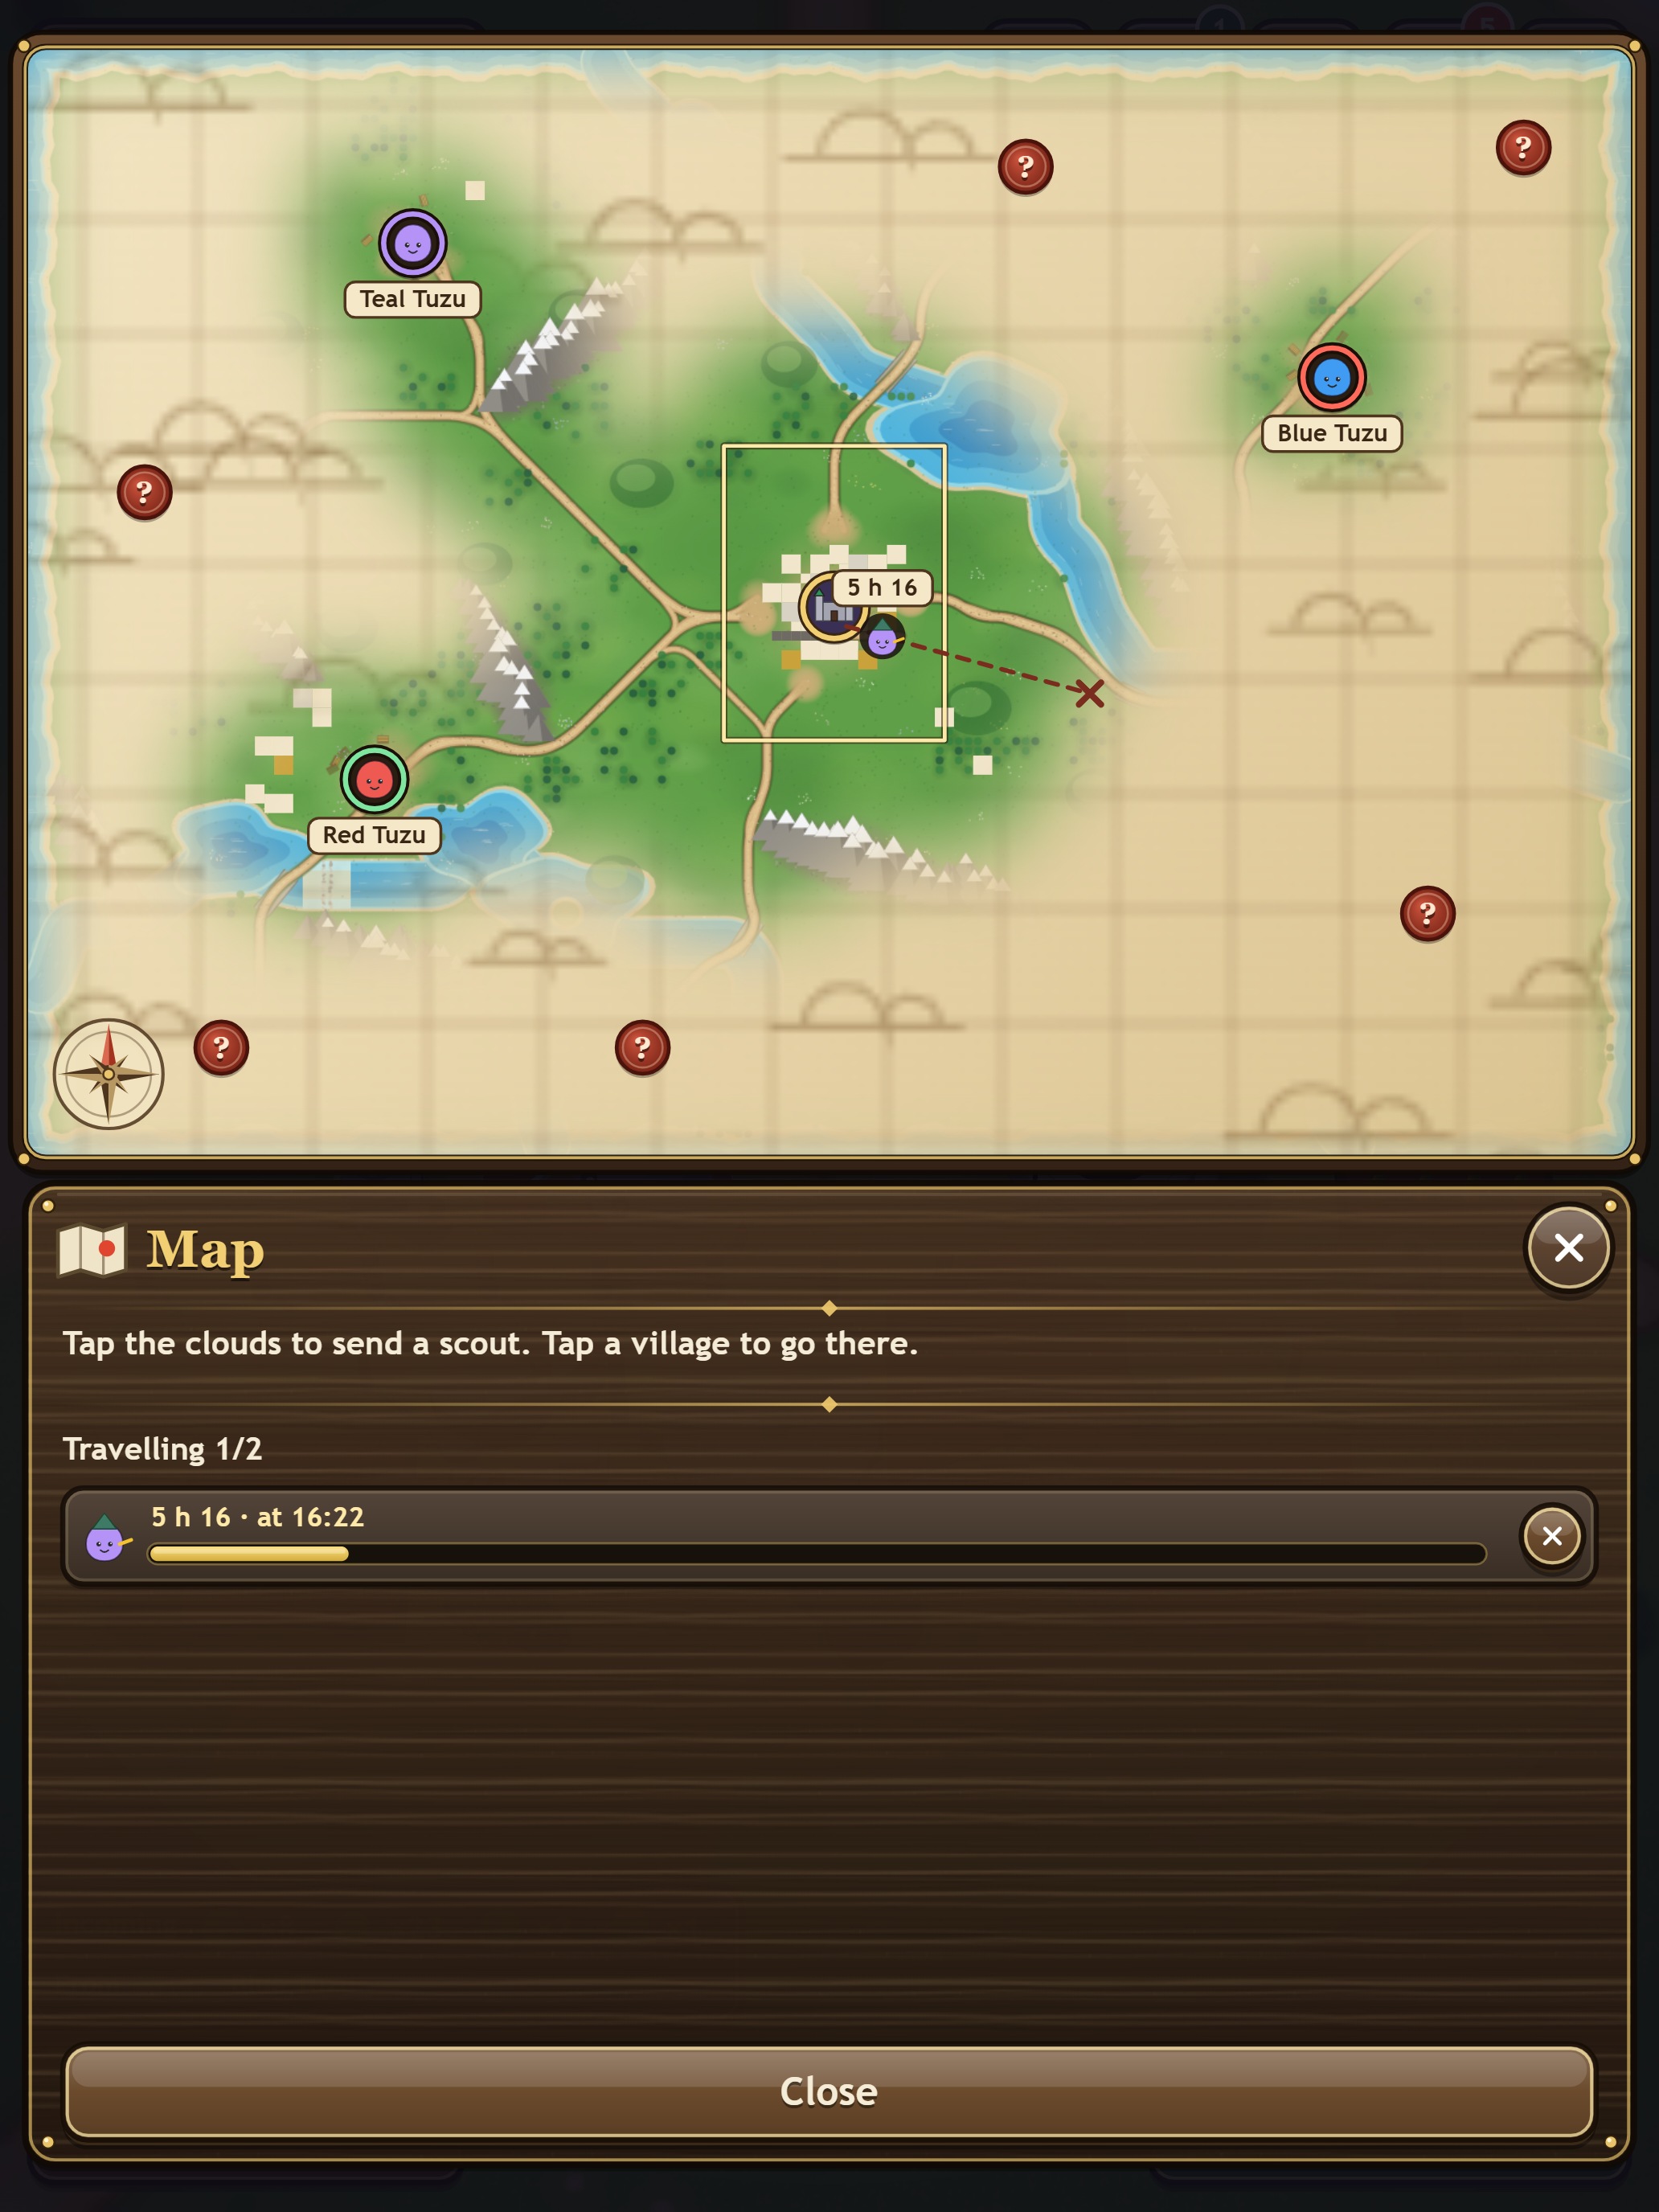 ?
?
Teal Tuzu
Blue Tuzu
?
5 h 16
Red Tuzu
?
?
?
Map
Tap the clouds to send a scout. Tap a village to go there.
Travelling 1/2
5 h 16 · at 16:22
Close